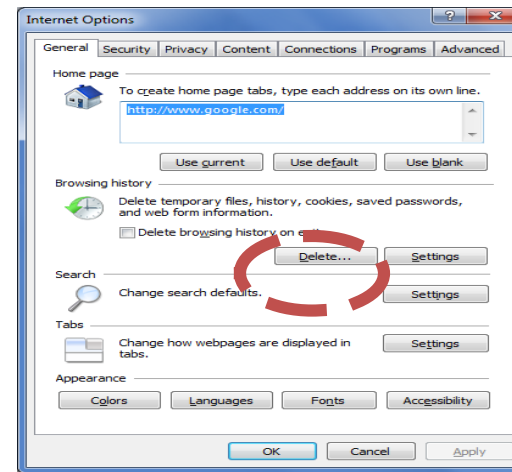 Internet Options
General Security Privacy Content Connections Programs Advanced
Home page
To create home page tabs, type each address on its own line.
http://www.google.com/
Use current Use default Use blank
Browsing history
Delete temporary files, history, cookies, saved passwords,
and web form information.
Delete browsing history on
Delete... Settings
Search
Change search defaults. Settings
Tabs
Change how webpages are displayed in Settings
tabs.
Appearance
Colors Languages Fonts Accessibility
OK Cancel Apply